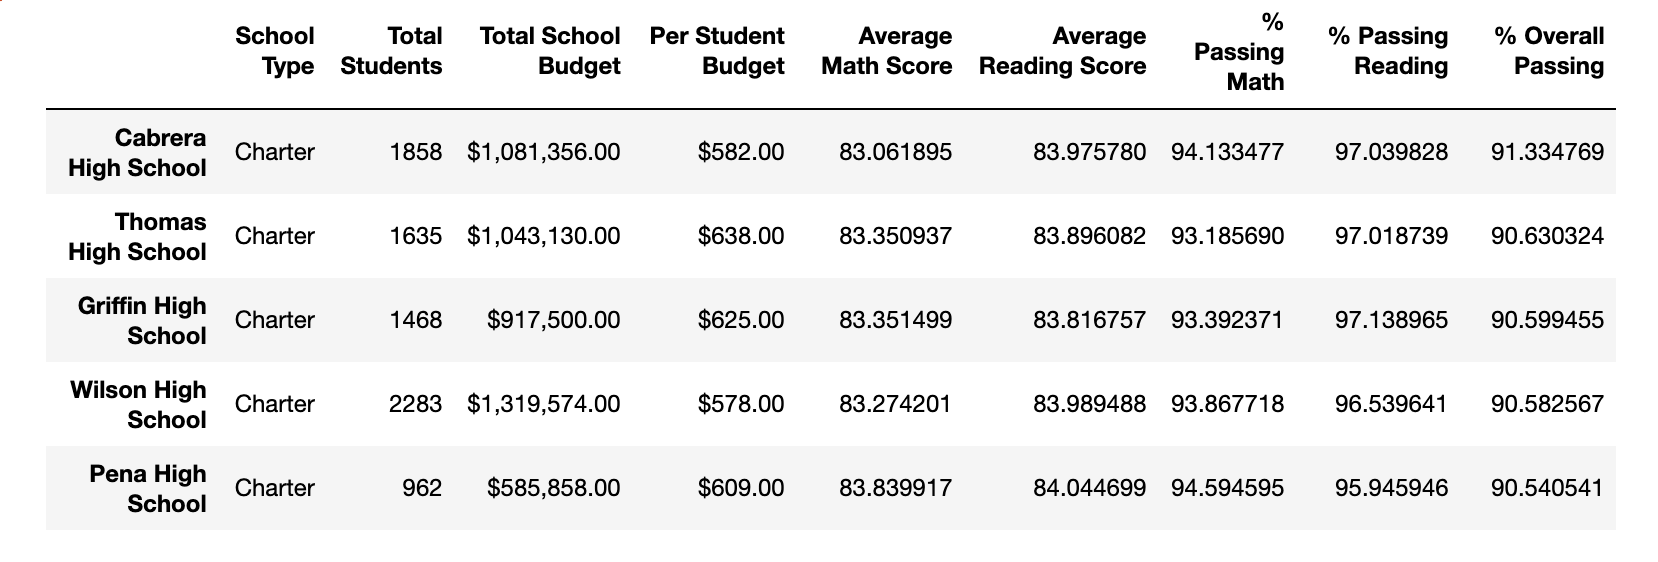 School Type Total Students Total School Budget Per Student Budget Average Math Score Average Reading Score % Passing Math % Passing Reading % Overall Passing
Cabrera High School Charter 1858 $1,081,356.00 $582.00 83.061895 83.975780 94.133477 97.039828 91.334769
Thomas High School Charter 1635 $1,043,130.00 $638.00 83.350937 83.896082 93.185690 97.018739 90.630324
Griffin High School Charter 1468 $917,500.00 $625.00 83.351499 83.816757 93.392371 97.138965 90.599455
Wilson High School Charter 2283 $1,319,574.00 $578.00 83.274201 83.989488 93.867718 96.539641 90.582567
Pena High School Charter 962 $585,858.00 $609.00 83.839917 84.044699 94.594595 95.945946 90.540541